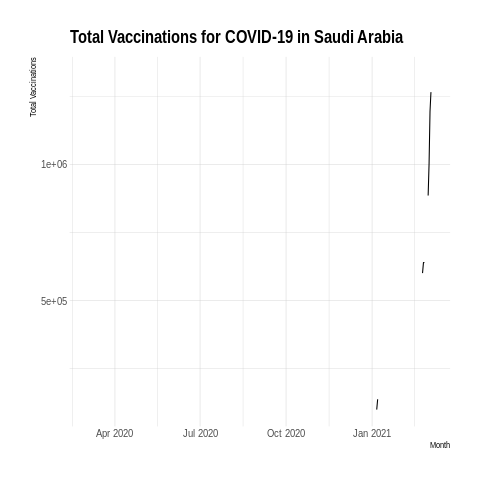 Total Vaccinations for COVID-19 in Saudi Arabia
Total Vaccinations
1e+06
5e+05
Apr 2020
Jul 2020
Oct 2020
Jan 2021
Month